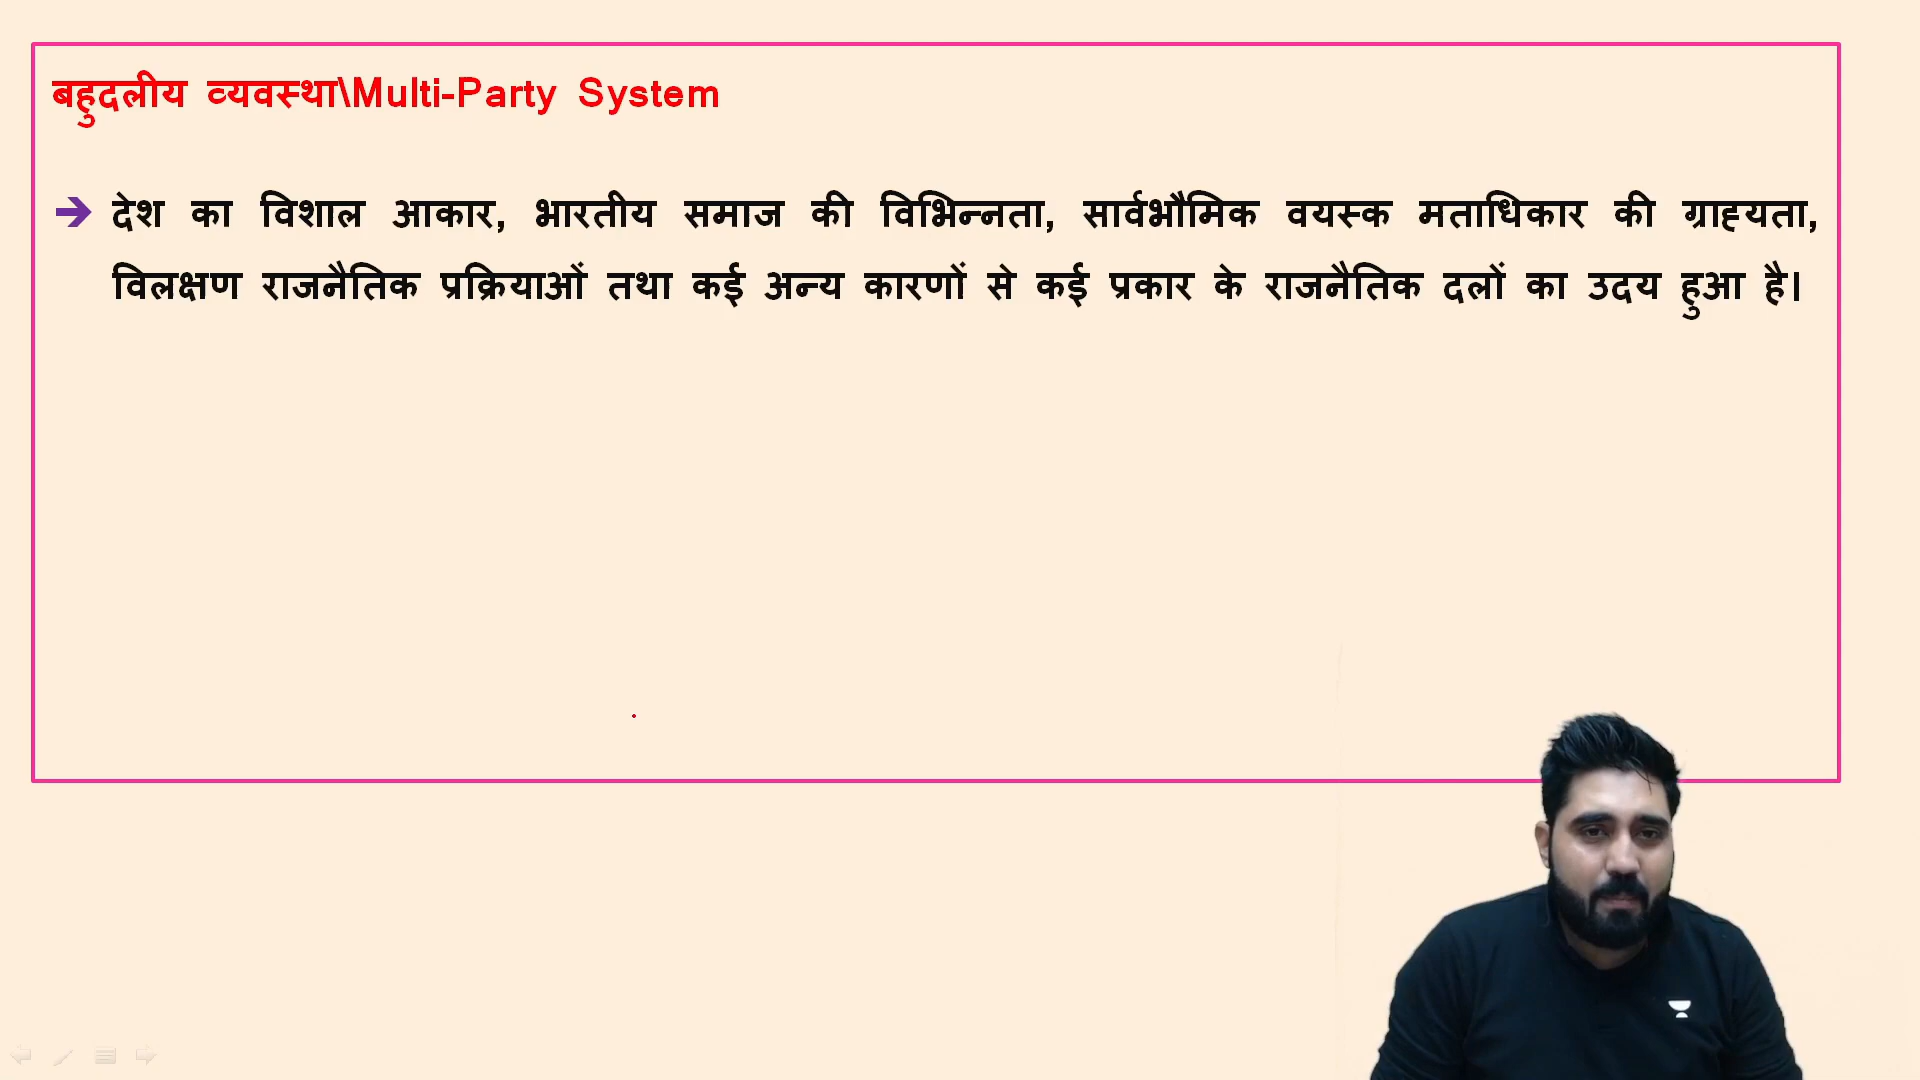 बहुदलीय व्यवस्था\Multi-Party System
देश का विशाल आकार, भारतीय समाज की विभिन्नता, सार्वभौमिक वयस्क मताधिकार की ग्राह्यता,
विलक्षण राजनैतिक प्रक्रियाओं तथा कई अन्य कारणों से कई प्रकार के राजनैतिक दलों का उदय हुआ है।